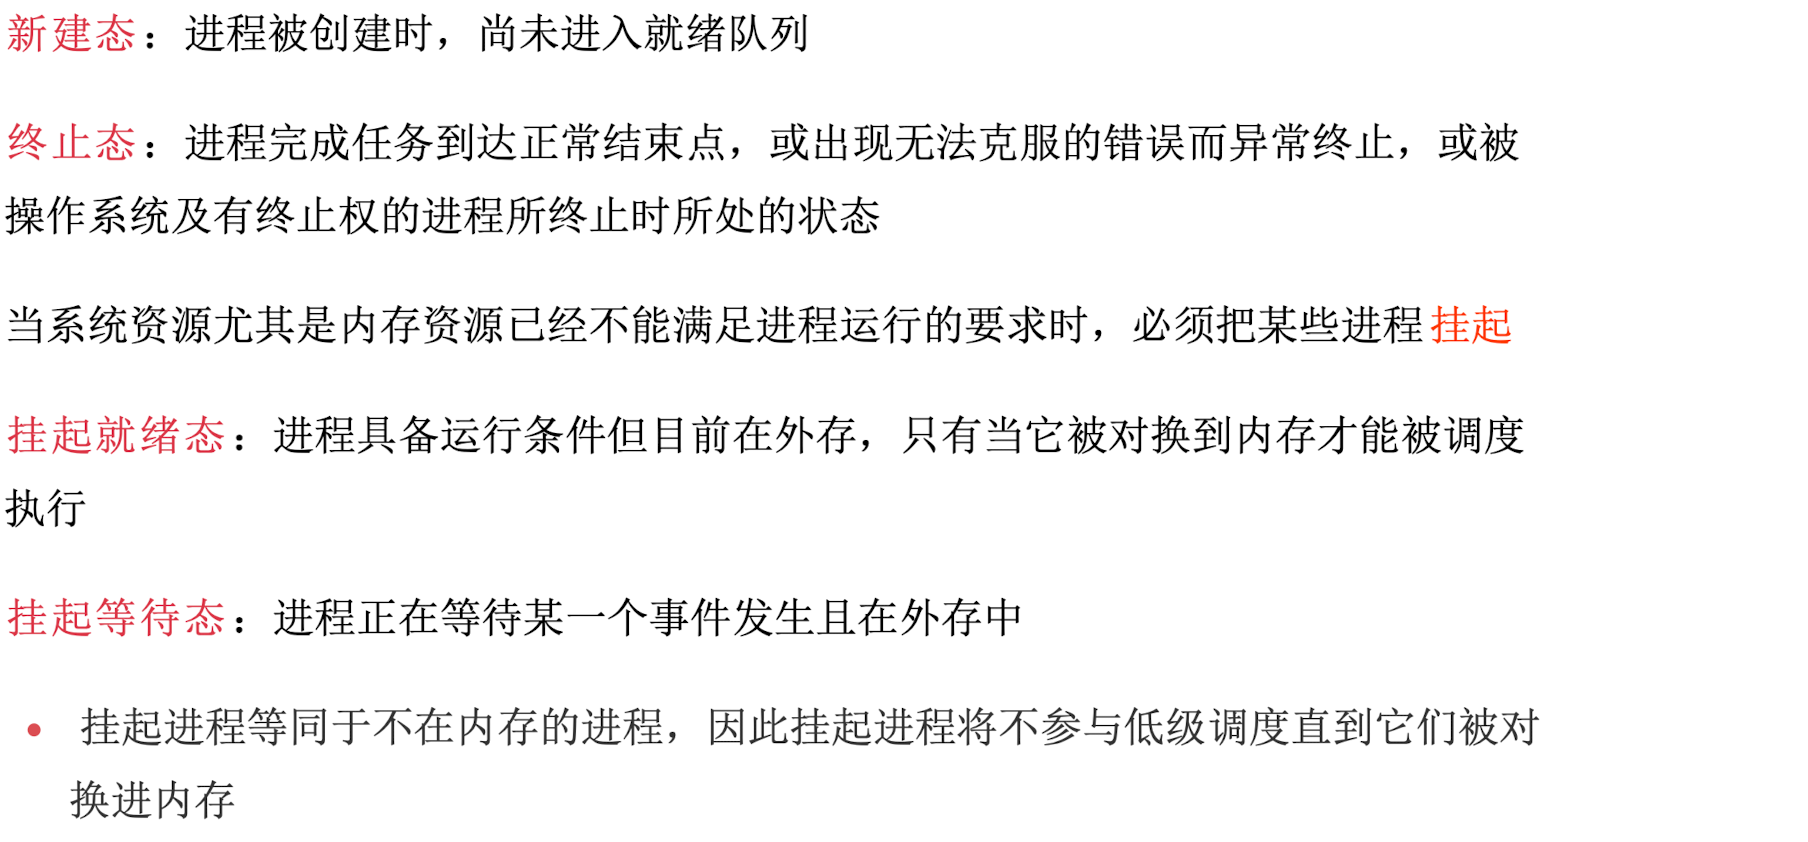 新建态：进程被创建时，尚未进入就绪队列
终止态：进程完成任务到达正常结束点，或出现无法克服的错误而异常终止，或被
操作系统及有终止权的进程所终止时所处的状态
当系统资源尤其是内存资源已经不能满足进程运行的要求时，必须把某些进程挂起
挂起就绪态：进程具备运行条件但目前在外存，只有当它被对换到内存才能被调度
执行
挂起等待态：进程正在等待某一个事件发生且在外存中
• 挂起进程等同于不在内存的进程，因此挂起进程将不参与低级调度直到它们被对
换进内存